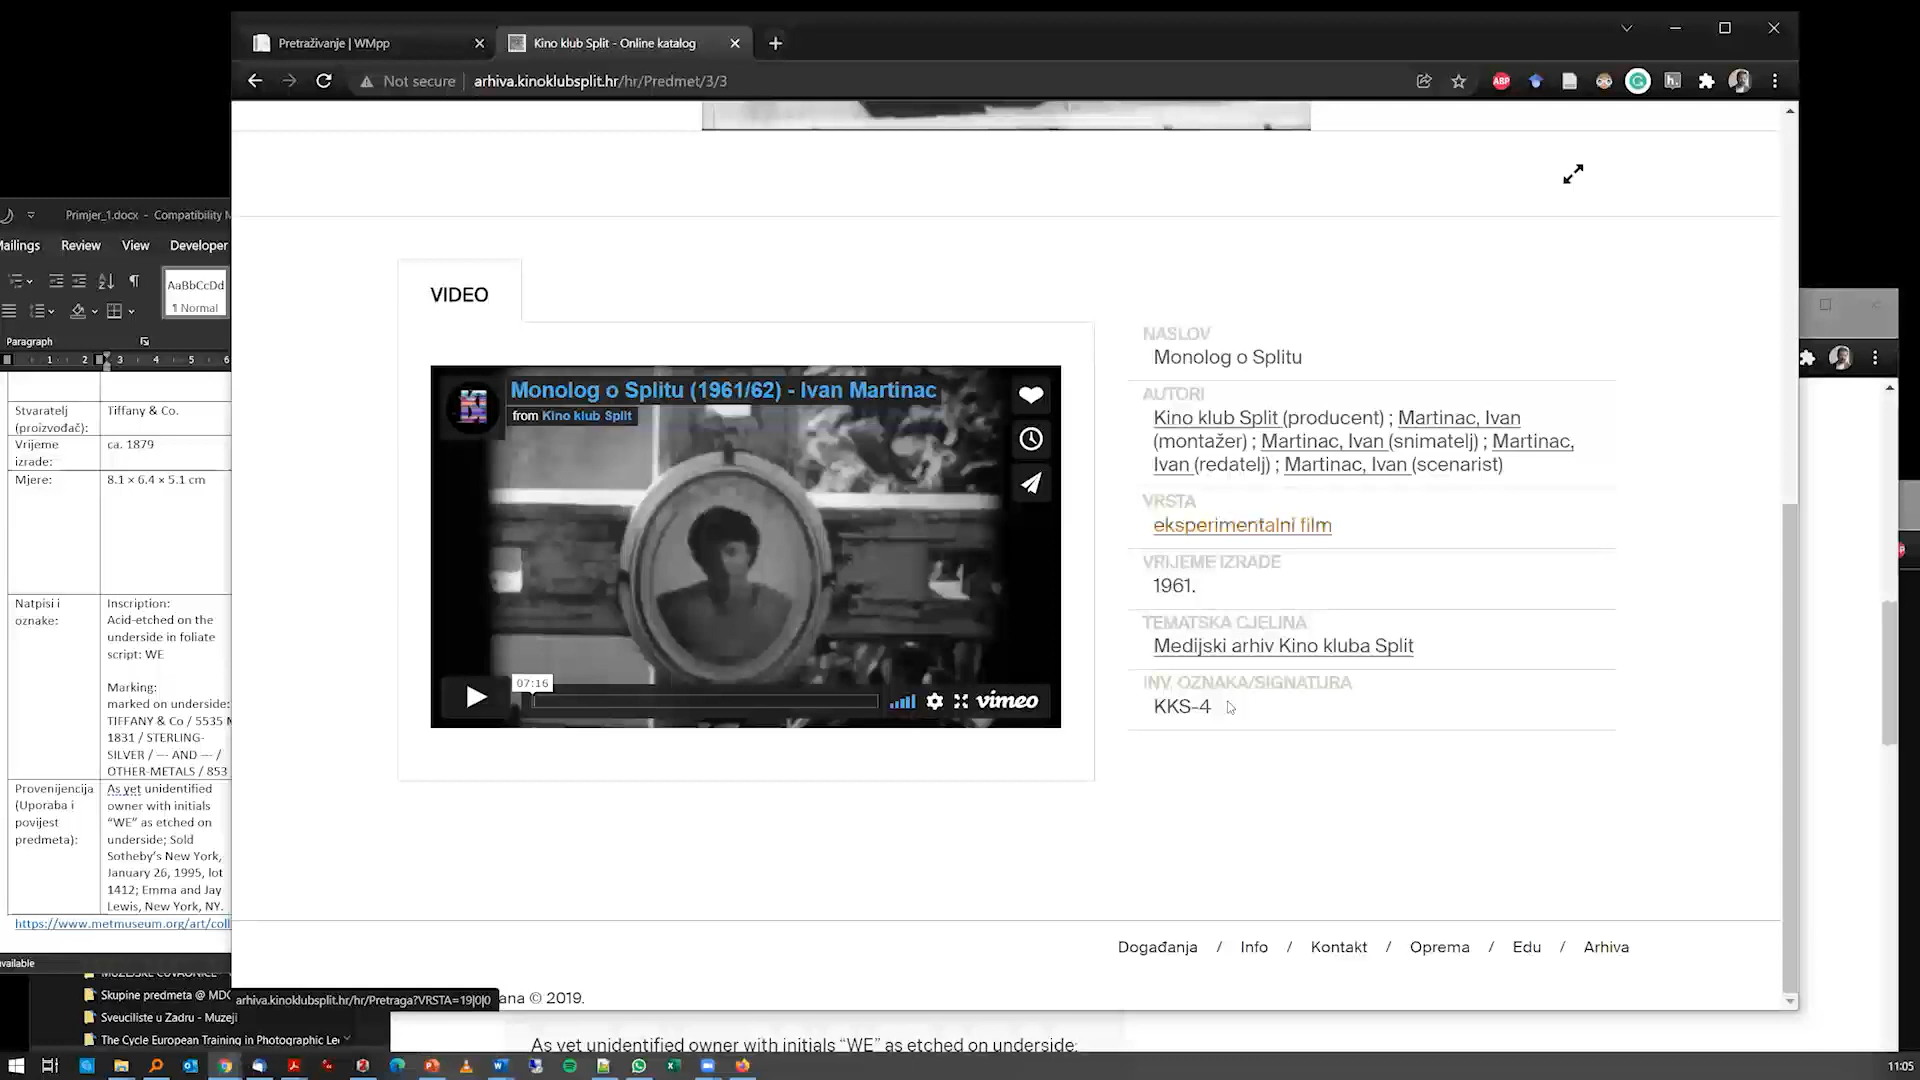 Pretraživanje | WMpp
Kino klub Split - Online katalog
Not secure
arhiva.kinoklubsplit.hr/hr/Predmet/3/3
ABP
Primjer_1.docx - Compatibility M
Mailings Review View Developer
AaBbCcDd
¶ Normal
Paragraph
1 2 3 4 5 6
Stvaratelj (proizvođač): Tiffany & Co.
Vrijeme izrade: ca. 1879
Mjere: 8.1 × 6.4 × 5.1 cm
Natpisi i oznake:
Inscription:
Acid-etched on the
underside in foliate
script: WE
Marking:
marked on underside:
TIFFANY & Co / 5535 M
1831 / STERLING-
SILVER / — AND — /
OTHER-METALS / 853
Provenijencija
(Uporaba i
povijest
predmeta):
As yet unidentified
owner with initials
“WE” as etched on
underside; Sold
Sotheby’s New York,
January 26, 1995, lot
1412; Emma and Jay
Lewis, New York, NY.
https://www.metmuseum.org/art/coll
VIDEO
Monolog o Splitu (1961/62) - Ivan Martinac
from Kino klub Split
07:16
vimeo
NASLOV
Monolog o Splitu
AUTORI
Kino klub Split (producent) ; Martinac, Ivan
(montažer) ; Martinac, Ivan (snimatelj) ; Martinac,
Ivan (redatelj) ; Martinac, Ivan (scenarist)
VRSTA
eksperimentalni film
VRIJEME IZRADE
1961.
TEMATSKA CJELINA
Medijski arhiv Kino kluba Split
INV. OZNAKA/SIGNATURA
KKS-4
Događanja / Info / Kontakt / Oprema / Edu / Arhiva
arhiva.kinoklubsplit.hr/hr/Pretraga?VRSTA=19|0|0
ana © 2019.
Skupine predmeta @ MDC
Sveuciliste u Zadru - Muzeji
The Cycle European Training in Photographic Le
As yet unidentified owner with initials “WE” as etched on underside;
11:05